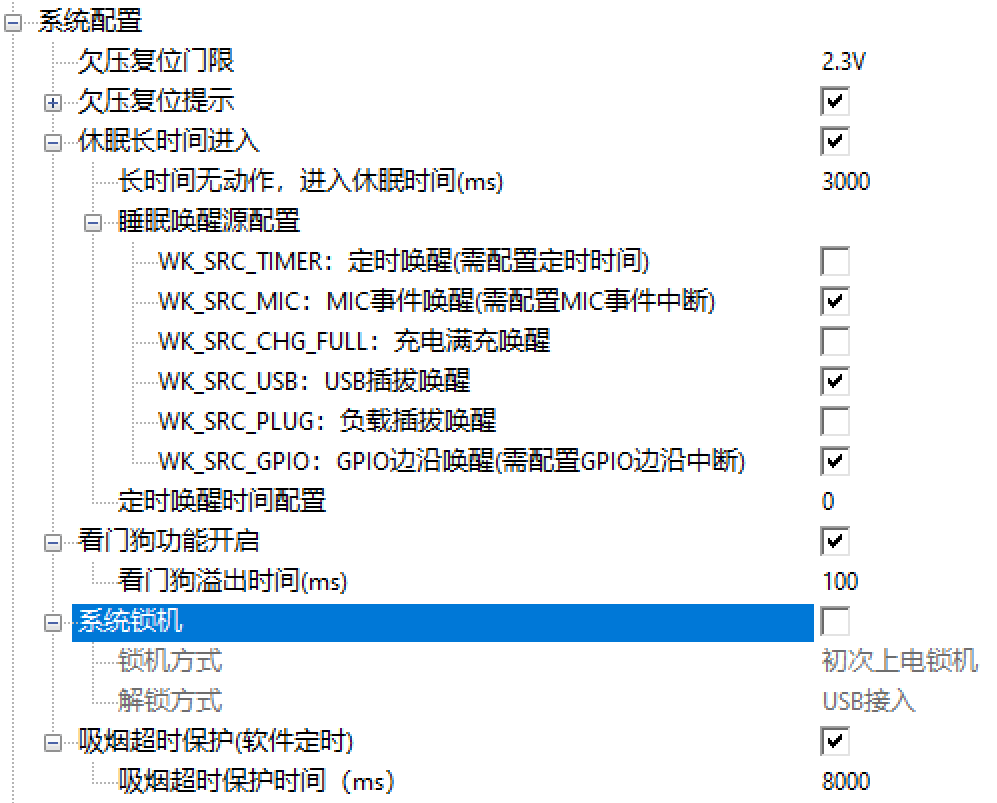 系统配置
欠压复位门限 2.3V
欠压复位提示
休眠长时间进入
长时间无动作，进入休眠时间(ms) 3000
睡眠唤醒源配置
WK_SRC_TIMER：定时唤醒(需配置定时时间)
WK_SRC_MIC：MIC事件唤醒(需配置MIC事件中断)
WK_SRC_CHG_FULL：充电满充唤醒
WK_SRC_USB：USB插拔唤醒
WK_SRC_PLUG：负载插拔唤醒
WK_SRC_GPIO：GPIO边沿唤醒(需配置GPIO边沿中断)
定时唤醒时间配置 0
看门狗功能开启
看门狗溢出时间(ms) 100
系统锁机
锁机方式 初次上电锁机
解锁方式 USB接入
吸烟超时保护(软件定时)
吸烟超时保护时间（ms） 8000